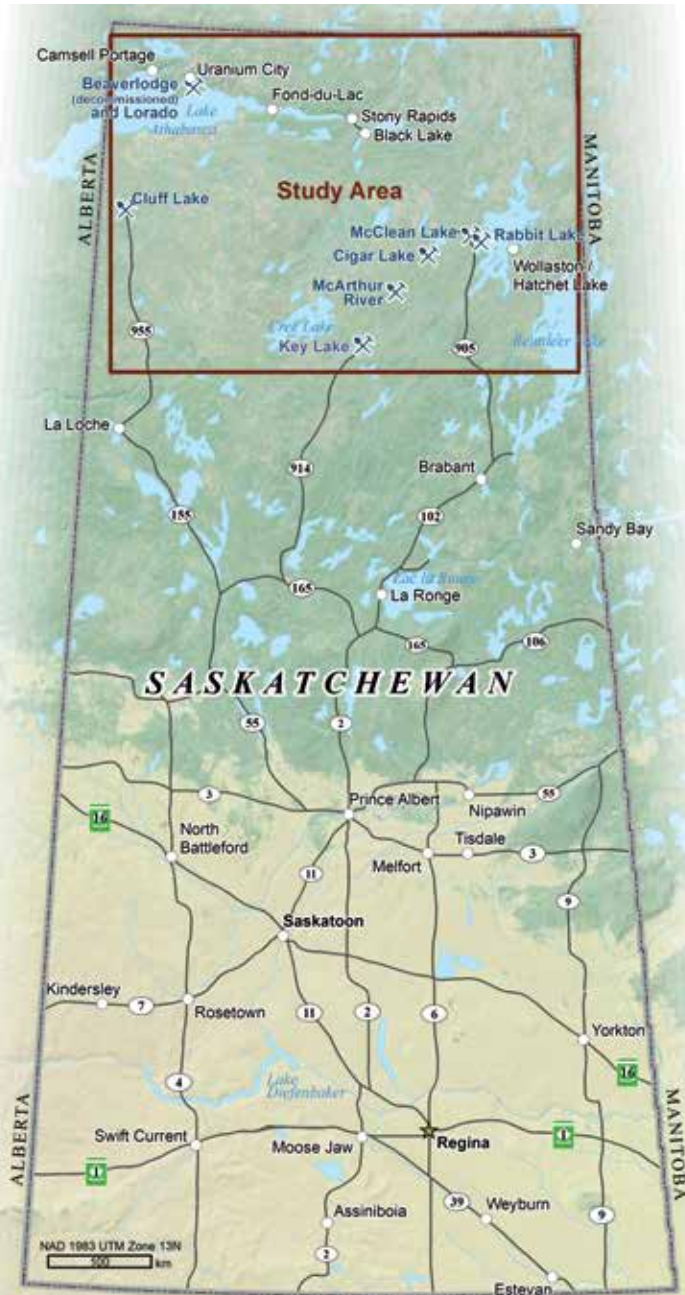 Camsell Portage
Uranium City
Beaverlodge
(decommissioned)
and Lorado
Lake
Athabasca
Fond-du-Lac
Stony Rapids
Black Lake
ALBERTA
MANITOBA
Study Area
Cluff Lake
McClean Lake
Rabbit Lake
Cigar Lake
Wollaston /
Hatchet Lake
McArthur
River
Cree Lake
Reindeer Lake
Key Lake
955
905
La Loche
914
Brabant
155
102
Sandy Bay
Lac la Ronge
165
La Ronge
165
106
SASKATCHEWAN
55
2
3
Prince Albert
Nipawin
55
16
North
Battleford
Tisdale
Melfort
3
11
9
Saskatoon
Kindersley
7
Rosetown
11
2
6
Yorkton
16
4
Lake
Diefenbaker
Swift Current
Moose Jaw
Regina
1
1
ALBERTA
MANITOBA
Assiniboia
39
Weyburn
9
NAD 1983 UTM Zone 13N
100
km
2
Estevan